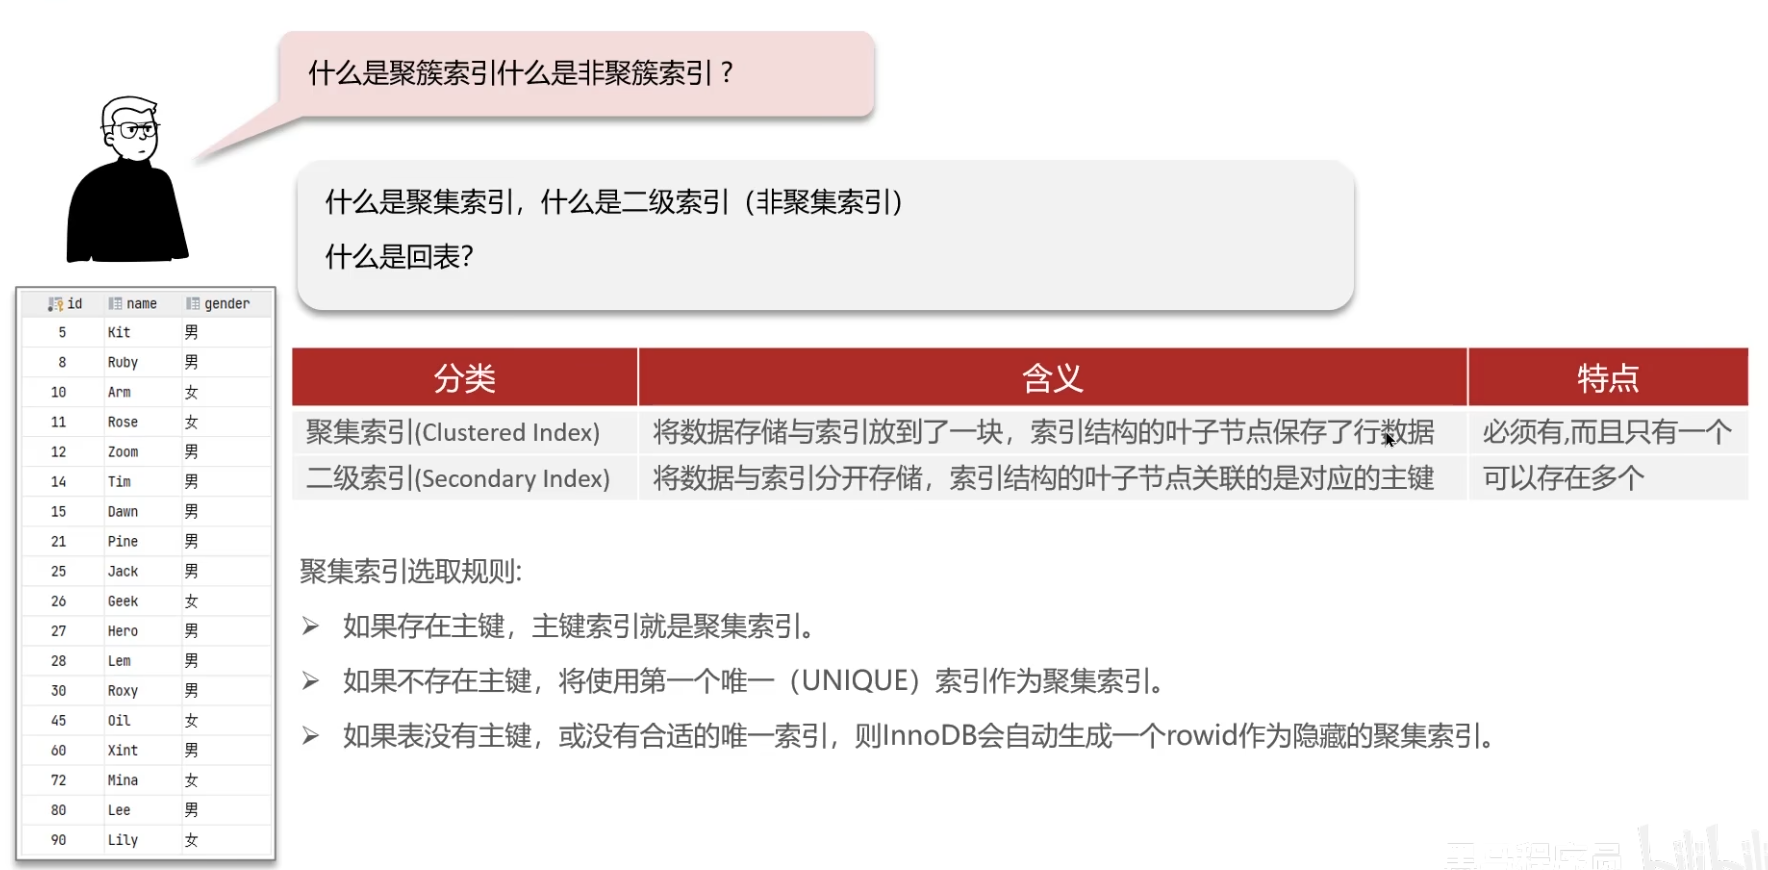 什么是聚簇索引什么是非聚簇索引？
什么是聚集索引，什么是二级索引（非聚集索引）
什么是回表?
id name gender
5 Kit 男
8 Ruby 男
10 Arm 女
11 Rose 女
12 Zoom 男
14 Tim 男
15 Dawn 男
21 Pine 男
25 Jack 男
26 Geek 女
27 Hero 男
28 Lem 男
30 Roxy 男
45 Oil 女
60 Xint 男
72 Mina 女
80 Lee 男
90 Lily 女
分类 含义 特点
聚集索引(Clustered Index) 将数据存储与索引放到了一块，索引结构的叶子节点保存了行数据 必须有,而且只有一个
二级索引(Secondary Index) 将数据与索引分开存储，索引结构的叶子节点关联的是对应的主键 可以存在多个
聚集索引选取规则:
➢ 如果存在主键，主键索引就是聚集索引。
➢ 如果不存在主键，将使用第一个唯一（UNIQUE）索引作为聚集索引。
➢ 如果表没有主键，或没有合适的唯一索引，则InnoDB会自动生成一个rowid作为隐藏的聚集索引。